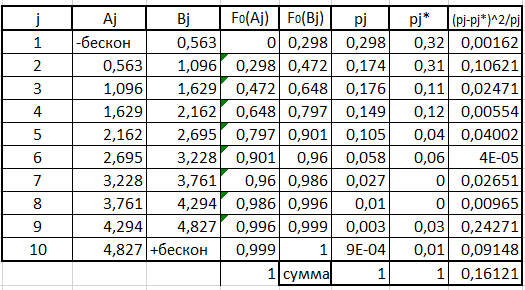 j Aj Bj F0(Aj) F0(Bj) pj pj* (pj-pj*)^2/pj
1 -бескон 0,563 0 0,298 0,298 0,32 0,00162
2 0,563 1,096 0,298 0,472 0,174 0,31 0,10621
3 1,096 1,629 0,472 0,648 0,176 0,11 0,02471
4 1,629 2,162 0,648 0,797 0,149 0,12 0,00554
5 2,162 2,695 0,797 0,901 0,105 0,04 0,04002
6 2,695 3,228 0,901 0,96 0,058 0,06 4E-05
7 3,228 3,761 0,96 0,986 0,027 0 0,02651
8 3,761 4,294 0,986 0,996 0,01 0 0,00965
9 4,294 4,827 0,996 0,999 0,003 0,03 0,24271
10 4,827 +бескон 0,999 1 9E-04 0,01 0,09148
1 сумма 1 1 0,16121